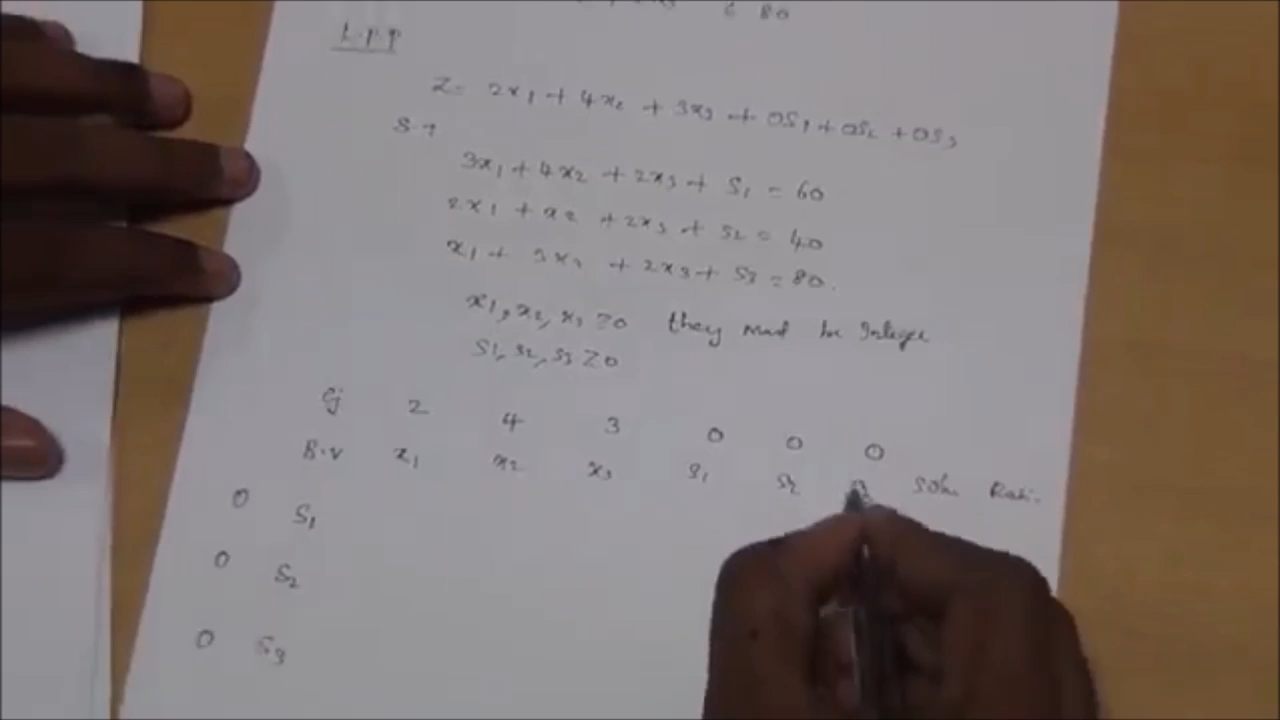 ≤ 80
L.P.P
Z = 2x1 + 4x2 + 3x3 + 0S1 + 0S2 + 0S3
S.t
3x1 + 4x2 + 2x3 + S1 = 60
2x1 + x2 + 2x3 + S2 = 40
x1 + 3x2 + 2x3 + S3 = 80.
x1, x2, x3 ≥0 they must be Integer
S1, S2, S3 ≥0
Cj 2 4 3 0 0 0
B.V x1 x2 x3 S1 S2 S3 Soln Ratio
0 S1
0 S2
0 S3